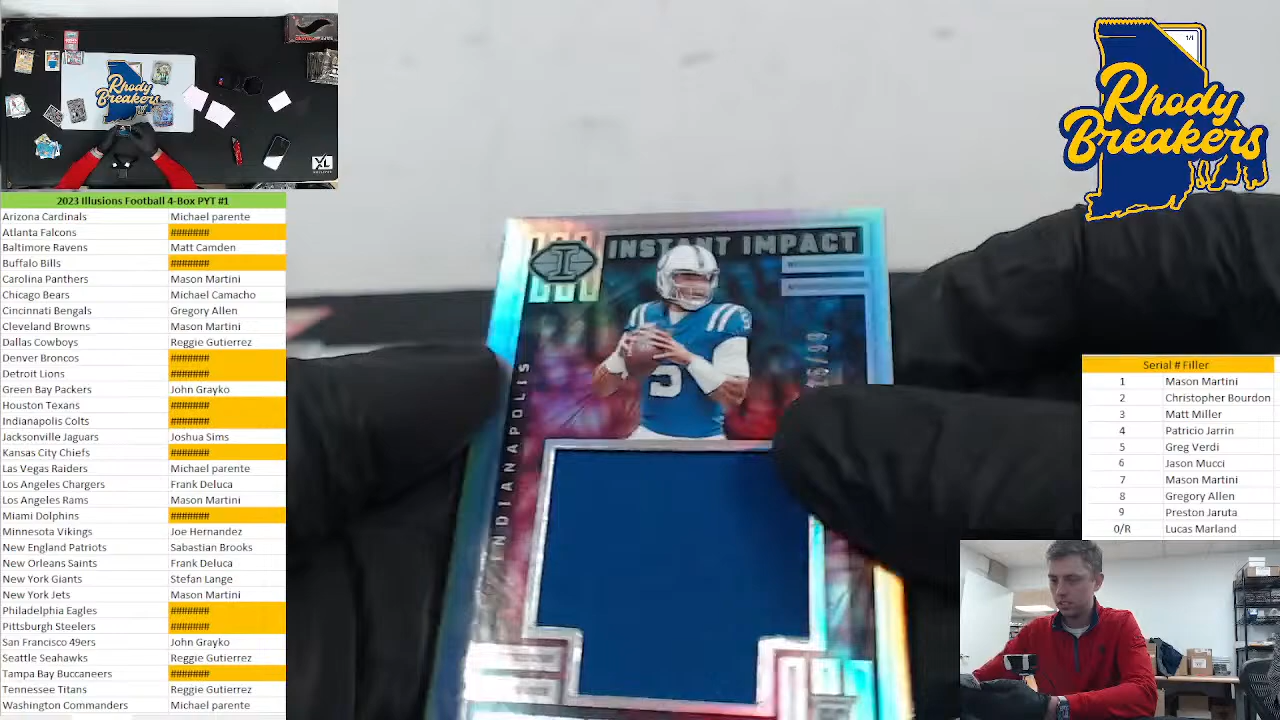 Rhody
Breakers
XL
2023 Illusions Football 4-Box PYT #1
Arizona Cardinals Michael parente
Atlanta Falcons #######
Baltimore Ravens Matt Camden
Buffalo Bills #######
Carolina Panthers Mason Martini
Chicago Bears Michael Camacho
Cincinnati Bengals Gregory Allen
Cleveland Browns Mason Martini
Dallas Cowboys Reggie Gutierrez
Denver Broncos #######
Detroit Lions #######
Green Bay Packers John Grayko
Houston Texans #######
Indianapolis Colts #######
Jacksonville Jaguars Joshua Sims
Kansas City Chiefs #######
Las Vegas Raiders Michael parente
Los Angeles Chargers Frank Deluca
Los Angeles Rams Mason Martini
Miami Dolphins #######
Minnesota Vikings Joe Hernandez
New England Patriots Sabastian Brooks
New Orleans Saints Frank Deluca
New York Giants Stefan Lange
New York Jets Mason Martini
Philadelphia Eagles #######
Pittsburgh Steelers #######
San Francisco 49ers John Grayko
Seattle Seahawks Reggie Gutierrez
Tampa Bay Buccaneers #######
Tennessee Titans Reggie Gutierrez
Washington Commanders Michael parente
I
INSTANT IMPACT
INDIANAPOLIS
5
/99
1/1
Rhody
Breakers
Serial # Filler
1 Mason Martini
2 Christopher Bourdon
3 Matt Miller
4 Patricio Jarrin
5 Greg Verdi
6 Jason Mucci
7 Mason Martini
8 Gregory Allen
9 Preston Jaruta
0/R Lucas Marland